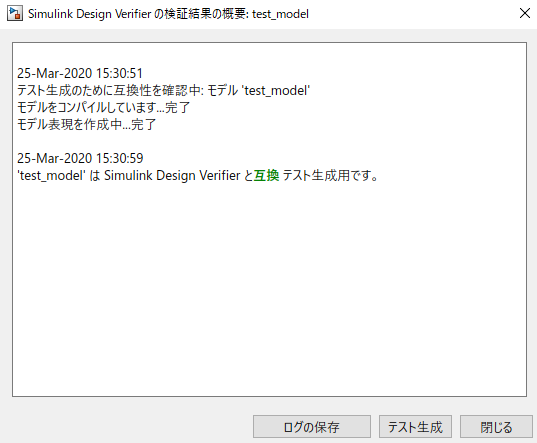 Simulink Design Verifier の検証結果の概要: test_model
25-Mar-2020 15:30:51
テスト生成のために互換性を確認中: モデル 'test_model'
モデルをコンパイルしています...完了
モデル表現を作成中...完了
25-Mar-2020 15:30:59
'test_model' は Simulink Design Verifier と互換 テスト生成用です。
ログの保存
テスト生成
閉じる